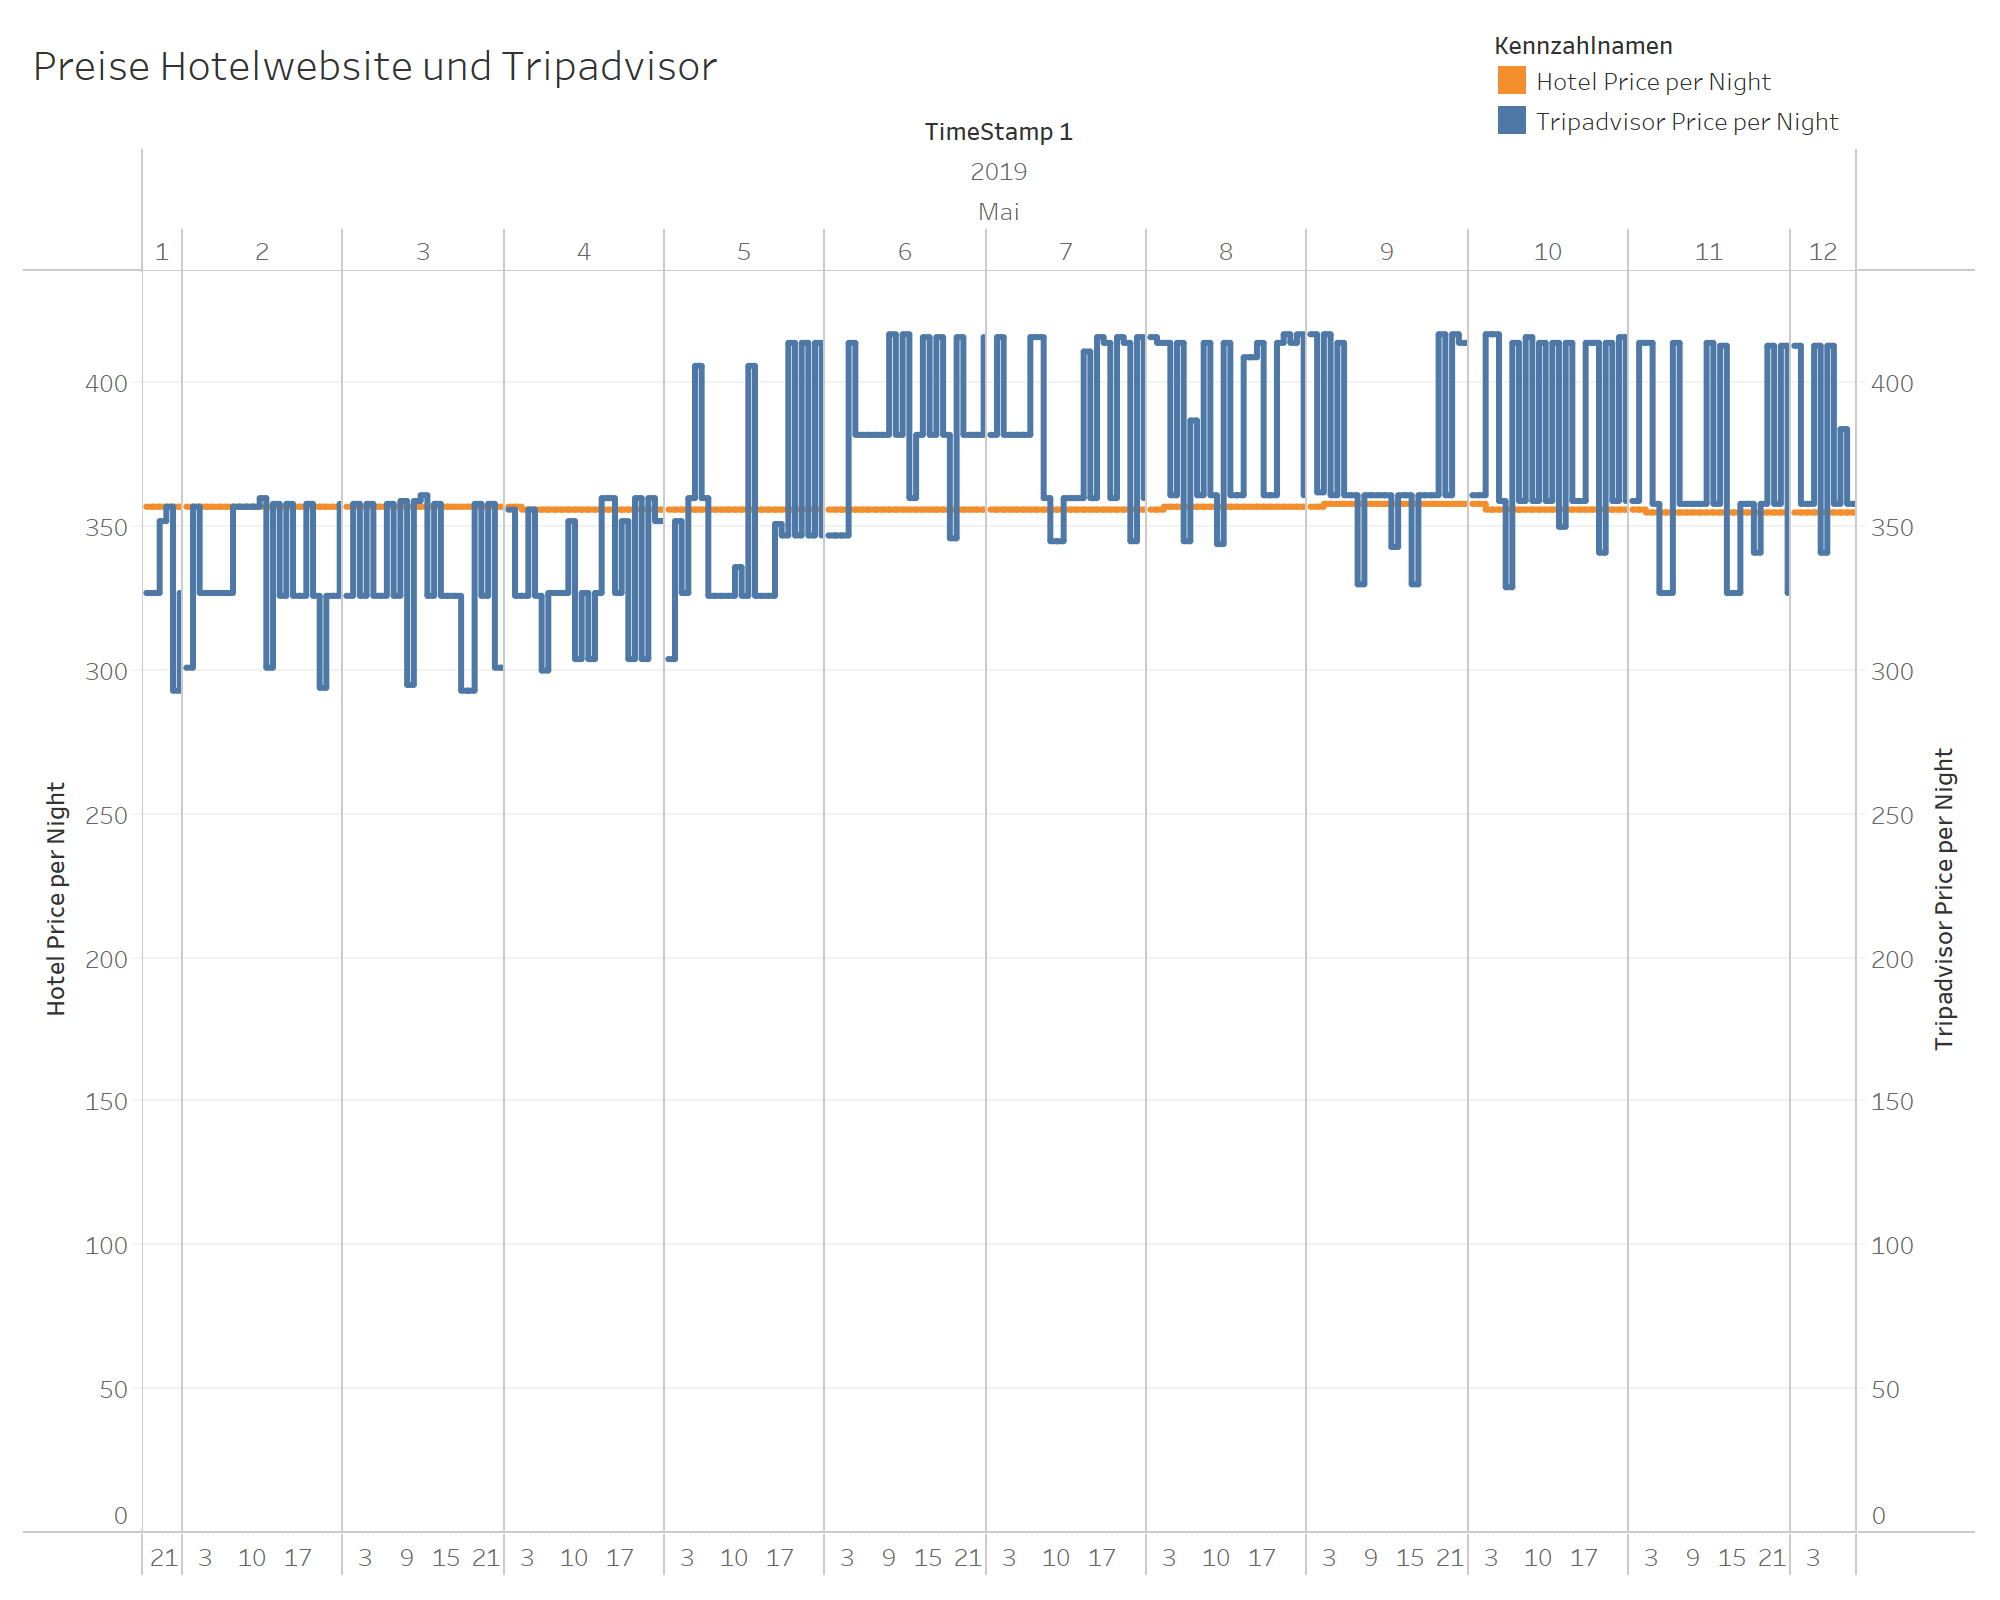 Preise Hotelwebsite und Tripadvisor
Kennzahlnamen
Hotel Price per Night
Tripadvisor Price per Night
TimeStamp 1
2019
Mai
1 2 3 4 5 6 7 8 9 10 11 12
400 400
350 350
300 300
250 250
200 200
150 150
100 100
50 50
0 0
Hotel Price per Night
Tripadvisor Price per Night
21 3 10 17 3 9 15 21 3 10 17 3 10 17 3 9 15 21 3 10 17 3 10 17 3 9 15 21 3 10 17 3 9 15 21 3